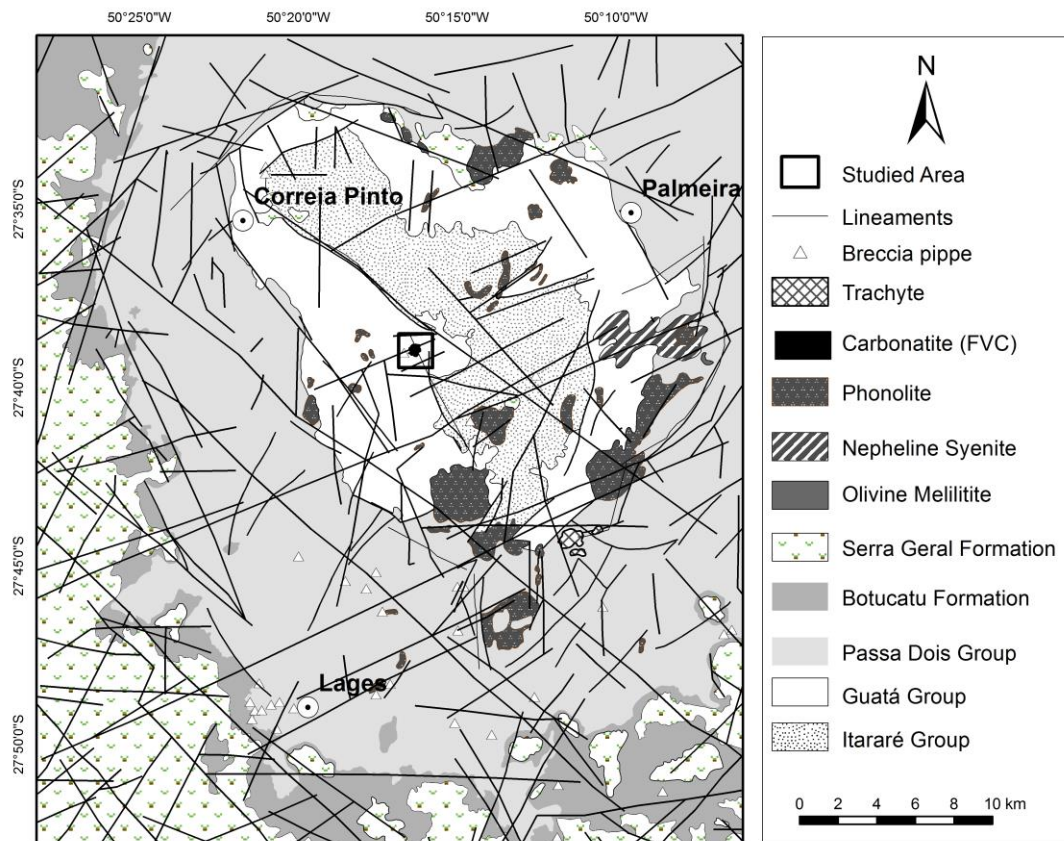 50°25'0"W 50°20'0"W 50°15'0"W 50°10'0"W
27°35'0"S
27°40'0"S
27°45'0"S
27°50'0"S
Correia Pinto
Palmeira
Lages
N
Studied Area
Lineaments
Breccia pippe
Trachyte
Carbonatite (FVC)
Phonolite
Nepheline Syenite
Olivine Melilitite
Serra Geral Formation
Botucatu Formation
Passa Dois Group
Guatá Group
Itararé Group
0 2 4 6 8 10 km